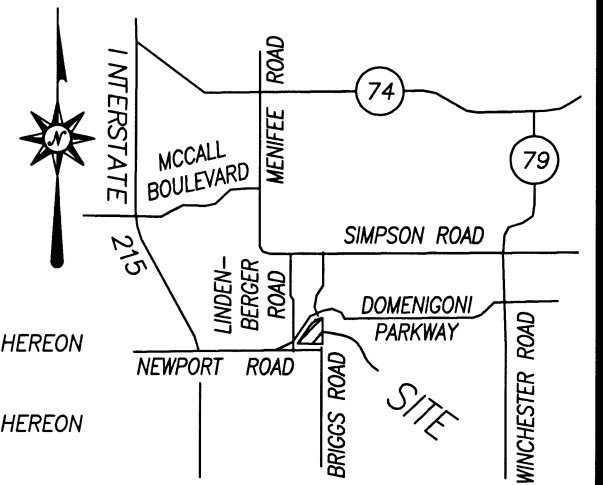 N
INTERSTATE
215
MCCALL
BOULEVARD
MENIFEE ROAD
74
79
SIMPSON ROAD
LINDEN-
BERGER
ROAD
DOMENIGONI
PARKWAY
HEREON
NEWPORT ROAD
HEREON
BRIGGS ROAD
SITE
WINCHESTER ROAD